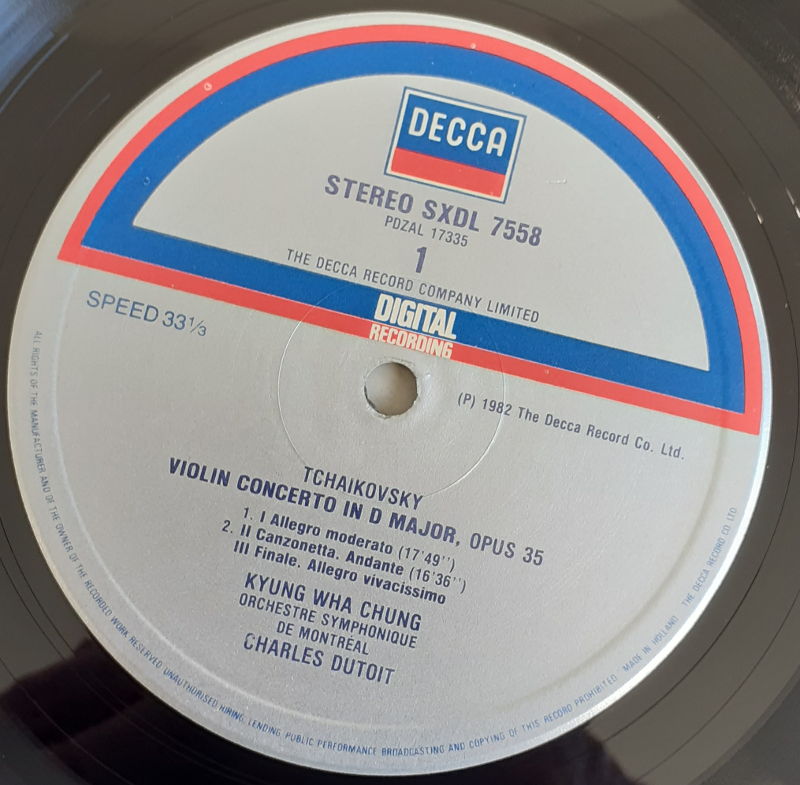 DECCA
STEREO SXDL 7558
PDZAL 17335
1
THE DECCA RECORD COMPANY LIMITED
DIGITAL
RECORDING
SPEED 33⅓
(P) 1982 The Decca Record Co. Ltd.
TCHAIKOVSKY
VIOLIN CONCERTO IN D MAJOR, OPUS 35
1. I Allegro moderato (17'49'')
2. II Canzonetta. Andante (16'36'')
III Finale. Allegro vivacissimo
KYUNG WHA CHUNG
ORCHESTRE SYMPHONIQUE
DE MONTRÉAL
CHARLES DUTOIT
ALL RIGHTS OF THE MANUFACTURER AND OF THE OWNER OF THE RECORDED WORK RESERVED. UNAUTHORISED HIRING, LENDING, PUBLIC PERFORMANCE BROADCASTING AND COPYING OF THIS RECORD PROHIBITED. MADE IN HOLLAND THE DECCA RECORD CO LTD